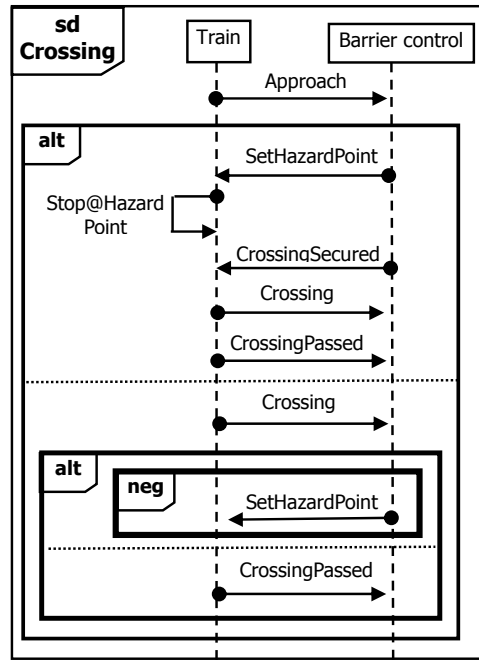 sd
Crossing
Train
Barrier control
Approach
alt
SetHazardPoint
Stop@Hazard
Point
CrossingSecured
Crossing
CrossingPassed
Crossing
alt
neg
SetHazardPoint
CrossingPassed